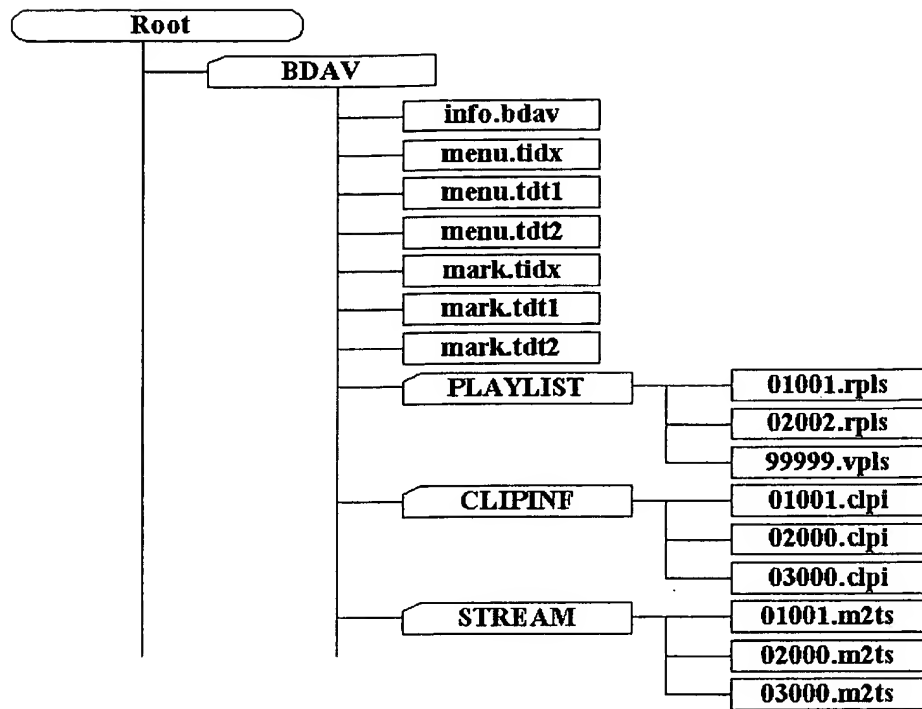 Root
BDAV
info.bdav
menu.tidx
menu.tdt1
menu.tdt2
mark.tidx
mark.tdt1
mark.tdt2
PLAYLIST
01001.rpls
02002.rpls
99999.vpls
CLIPINF
01001.clpi
02000.clpi
03000.clpi
STREAM
01001.m2ts
02000.m2ts
03000.m2ts